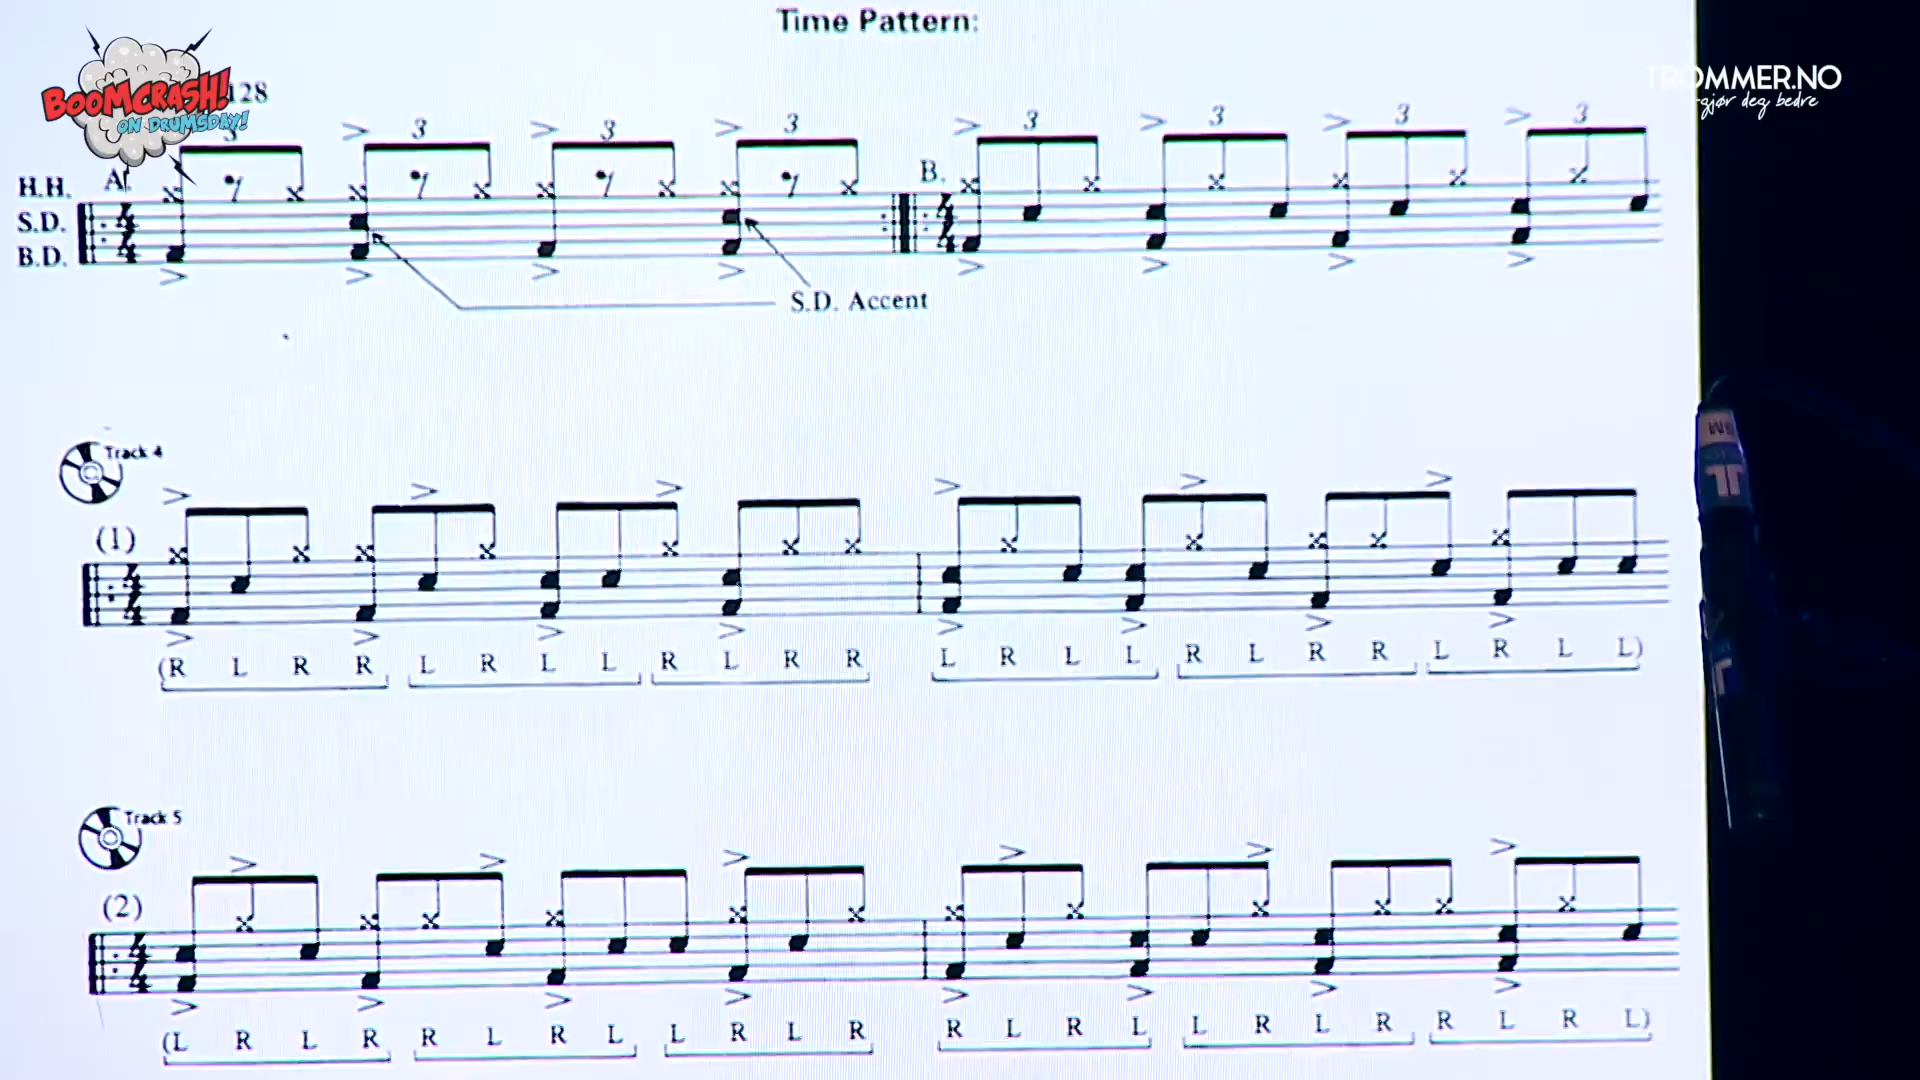 Time Pattern:
BOOMCRASH!
ON DRUMSDAY!
128
TROMMER.NO
-gjør deg bedre
3 3 3 3 3 3 3 3
H.H. A. B.
S.D.
B.D.
S.D. Accent
Track 4
(1)
(R L R R L R L L R L R R L R L L R L R R L R L L)
Track 5
(2)
(L R L R R L R L L R L R R L R L L R L R R L R L)